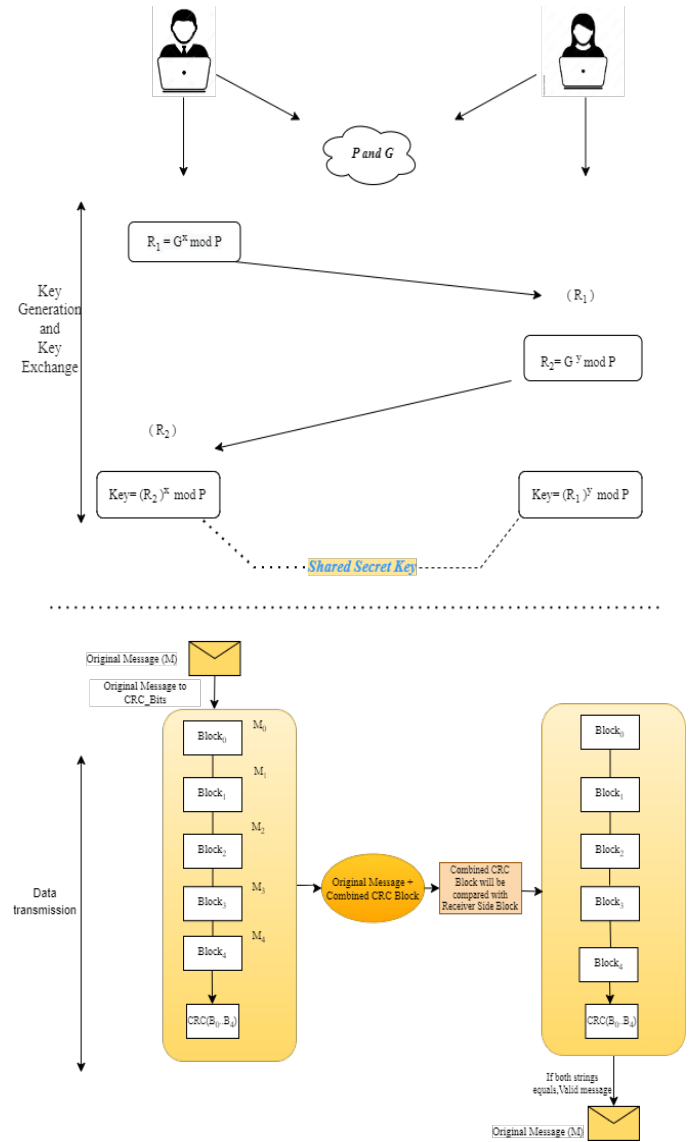 P and G
R₁ = Gˣ mod P
Key
Generation
and
Key
Exchange
( R₁ )
R₂= G ʸ mod P
( R₂ )
Key= (R₂ )ˣ mod P
Key= (R₁ )ʸ mod P
Shared Secret Key
Original Message (M)
Original Message to
CRC_Bits
Block₀
M₀
Block₁
M₁
Block₂
M₂
Block₃
M₃
Block₄
M₄
CRC(B₀..B₄)
Data
transmission
Original Message +
Combined CRC Block
Combined CRC
Block will be
compared with
Receiver Side Block
Block₀
Block₁
Block₂
Block₃
Block₄
CRC(B₀..B₄)
If both strings
equals,Valid message
Original Message (M)